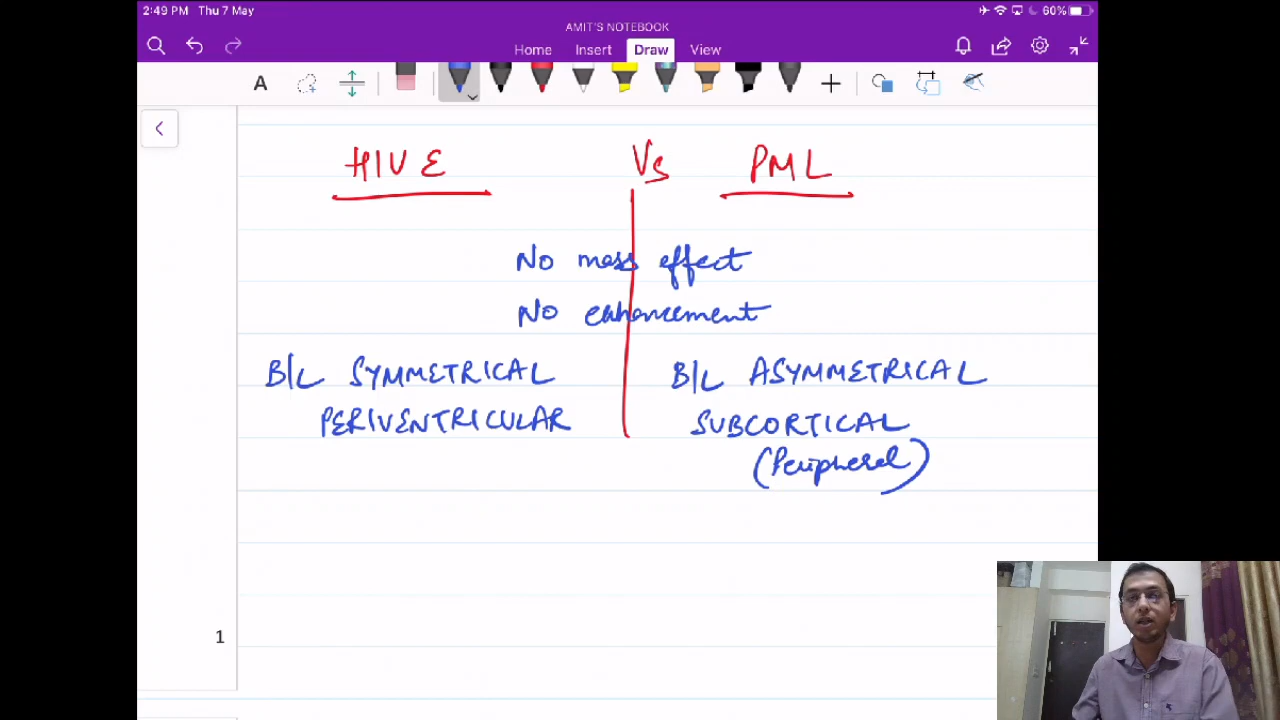 2:49 PM Thu 7 May
60%
AMIT'S NOTEBOOK
Home Insert Draw View
A
HIVE Vs PML
No mass effect
No enhancement
B/L SYMMETRICAL
PERIVENTRICULAR
B/L ASYMMETRICAL
SUBCORTICAL
(Peripheral)
1